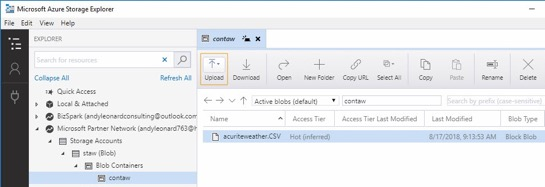 Microsoft Azure Storage Explorer
File Edit View Help
EXPLORER
Search for resources
Collapse All Refresh All
Quick Access
Local & Attached
BizSpark (andyleonardconsulting@outlook.com
Microsoft Partner Network (andyleonard763@h
Storage Accounts
staw (Blob)
Blob Containers
contaw
contaw
Upload Download Open New Folder Copy URL Select All Copy Paste Rename Delete
Active blobs (default) contaw Search by prefix (case-sensitive)
Name Access Tier Access Tier Last Modified Last Modified Blob Type
acuriteweather.CSV Hot (inferred) 8/17/2018, 9:13:53 AM Block Blob